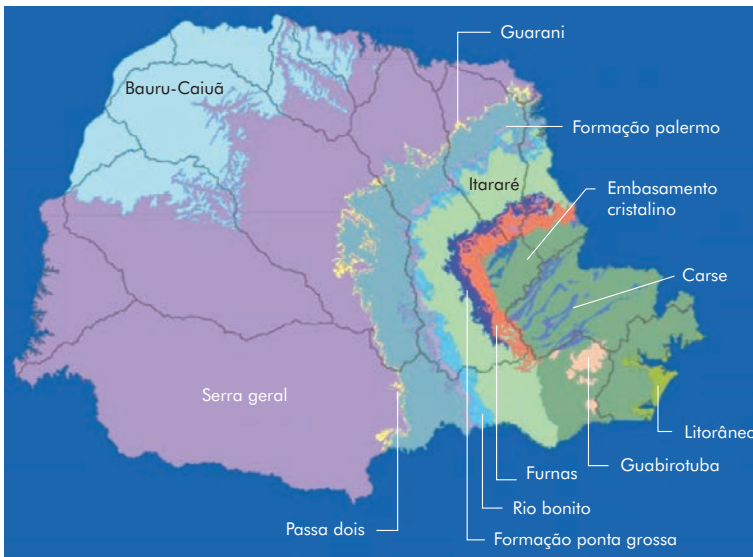 Guarani
Bauru-Caiuã
Formação palermo
Itararé
Embasamento
cristalino
Carse
Serra geral
Litorâneo
Guabirotuba
Furnas
Rio bonito
Passa dois
Formação ponta grossa